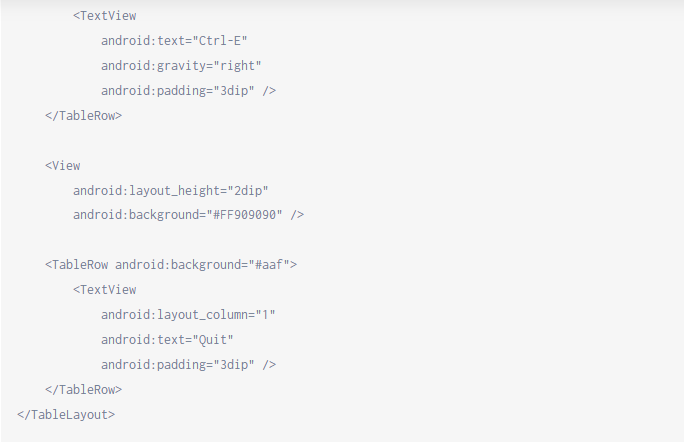 <TextView
android:text="Ctrl-E"
android:gravity="right"
android:padding="3dip" />
</TableRow>
<View
android:layout_height="2dip"
android:background="#FF909090" />
<TableRow android:background="#aaf">
<TextView
android:layout_column="1"
android:text="Quit"
android:padding="3dip" />
</TableRow>
</TableLayout>